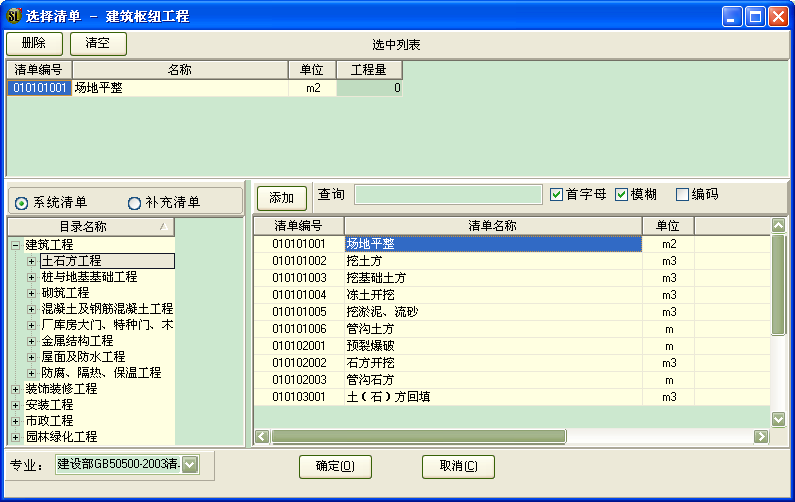 选择清单 - 建筑枢纽工程
删除 清空 选中列表
清单编号 名称 单位 工程量
010101001 场地平整 m2 0
系统清单 补充清单
目录名称
建筑工程
土石方工程
桩与地基基础工程
砌筑工程
混凝土及钢筋混凝土工程
厂库房大门、特种门、木
金属结构工程
屋面及防水工程
防腐、隔热、保温工程
装饰装修工程
安装工程
市政工程
园林绿化工程
添加 查询 首字母 模糊 编码
清单编号 清单名称 单位
010101001 场地平整 m2
010101002 挖土方 m3
010101003 挖基础土方 m3
010101004 冻土开挖 m3
010101005 挖淤泥、流砂 m3
010101006 管沟土方 m
010102001 预裂爆破 m
010102002 石方开挖 m3
010102003 管沟石方 m
010103001 土(石)方回填 m3
专业: 建设部GB50500-2003清
确定(O) 取消(C)